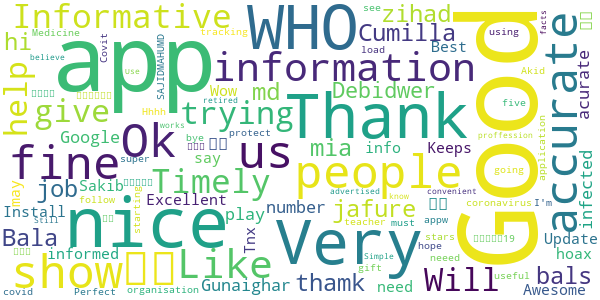 Informative
WHO
zihad
Good
hi
app
Cumilla
Best
see
using
facts
Medicine
believe
Covit
SAJIDMAHUMD
tracking
load
information
accurate
help
give
trying
Wow
md
Debidwer
Akid
Hhhh
retired
use
Google
Ok
Thank
acurate
five
fine
us
mia
info
Keeps
proffession
bye
works
say
protect
super
job
Sakib
Timely
people
application
going
infected
may
follow
starting
Excellent
number
jafure
coronavirus
I'm
Install
nice
play
advertised
know
convenient
Still
Bala
Tnx
Very
teacher
must
appw
Update
hoax
informed
hope
stars
19
show
Like
Will
bals
Simple
neeed
useful
gift
covid
Perfect
organisation
Gunaighar
thamk
need
Awesome